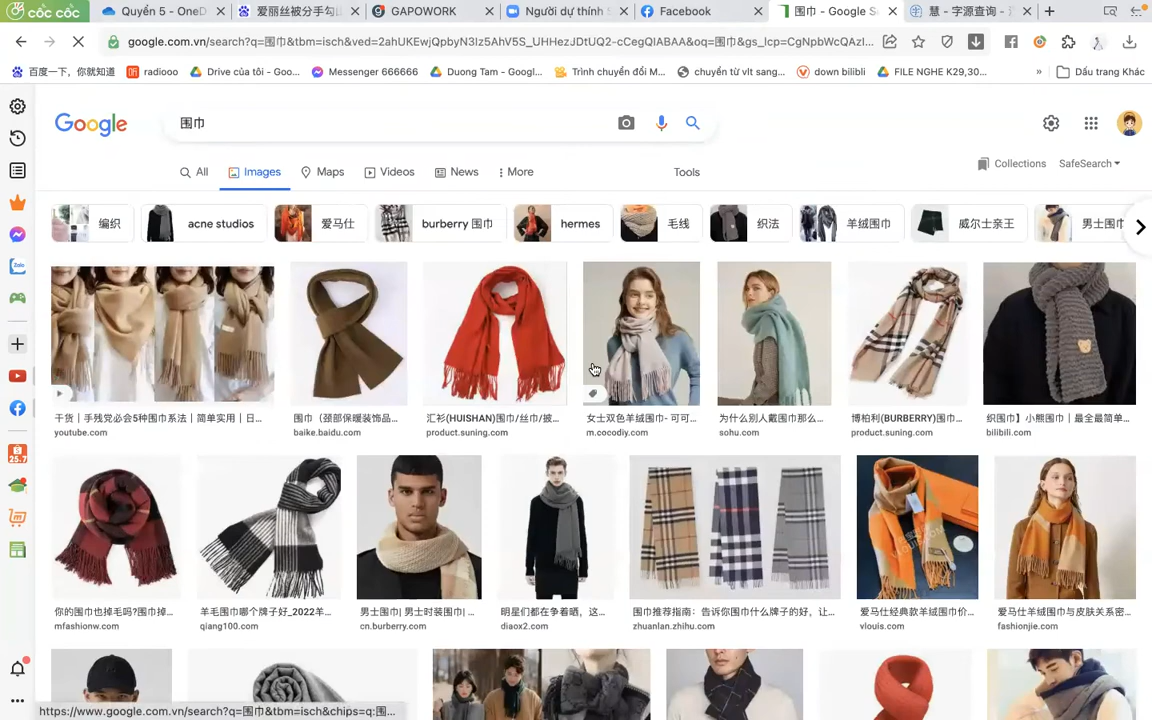 cốc cốc
Quyển 5 - OneD
爱丽丝被分手勾
GAPOWORK
Người dự thính
Facebook
围巾 - Google S
慧 - 字源查询 -
google.com.vn/search?q=围巾&tbm=isch&ved=2ahUKEwjQpbyN3Iz5AhV5S_UHHezJDtUQ2-cCegQIABAA&oq=围巾&gs_lcp=CgNpbWcQAzI...
百度一下，你就知道
radiooo
Drive của tôi - Goo...
Messenger 666666
Duong Tam - Googl...
Trình chuyển đổi M...
chuyển từ vlt sang...
down bilibli
FILE NGHE K29,30...
»
Dấu trang Khác
Google
围巾
All
Images
Maps
Videos
News
More
Tools
Collections
SafeSearch
编织
acne studios
爱马仕
burberry 围巾
hermes
毛线
织法
羊绒围巾
威尔士亲王
男士围巾
干货｜手残党必会5种围巾系法｜简单实用｜日...
youtube.com
围巾（颈部保暖装饰品...
baike.baidu.com
汇衫(HUISHAN)围巾/丝巾/披...
product.suning.com
女士双色羊绒围巾- 可可...
m.cocodiy.com
为什么别人戴围巾那么...
sohu.com
博柏利(BURBERRY)围巾...
product.suning.com
织围巾】小熊围巾｜最全最简单...
bilibili.com
你的围巾也掉毛吗?围巾掉...
mfashionw.com
羊毛围巾哪个牌子好_2022羊...
qiang100.com
男士围巾| 男士时装围巾| ...
cn.burberry.com
明星们都在争着晒，这...
diaox2.com
围巾推荐指南：告诉你围巾什么牌子的好，让...
zhuanlan.zhihu.com
爱马仕经典款羊绒围巾价...
vlouis.com
爱马仕羊绒围巾与皮肤关系密...
fashionjie.com
25.7
https://www.google.com.vn/search?q=围巾&tbm=isch&chips=q:围...